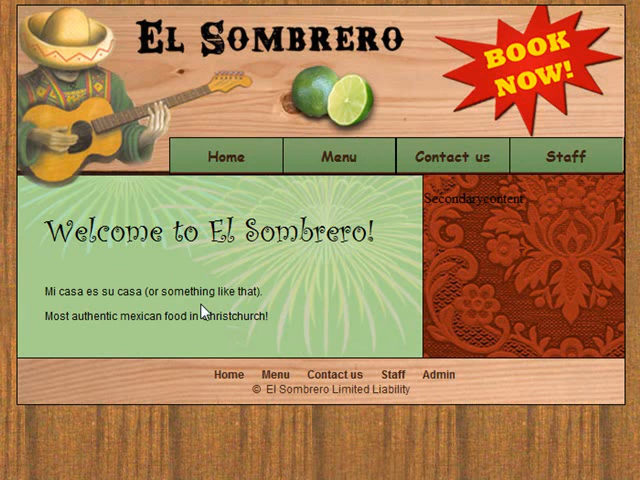 El Sombrero
BOOK
NOW!
Home Menu Contact us Staff
Secondarycontent
Welcome to El Sombrero!
Mi casa es su casa (or something like that).
Most authentic mexican food in Christchurch!
Home Menu Contact us Staff Admin
© El Sombrero Limited Liability